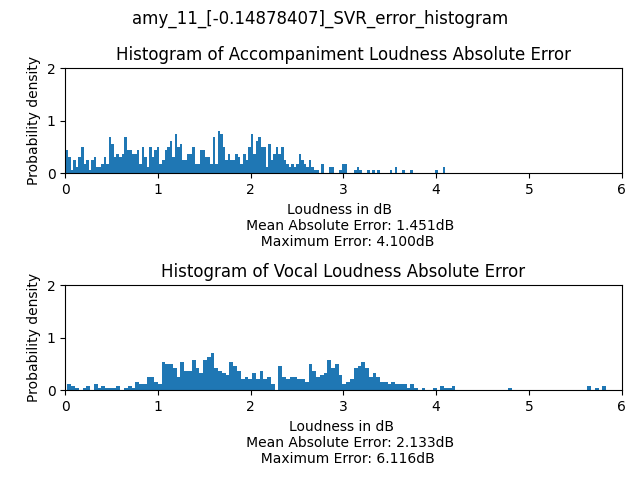 amy_11_[-0.14878407]_SVR_error_histogram
Histogram of Accompaniment Loudness Absolute Error
Probability density
2
1
0
0 1 2 3 4 5 6
Loudness in dB
Mean Absolute Error: 1.451dB
Maximum Error: 4.100dB
Histogram of Vocal Loudness Absolute Error
Probability density
2
1
0
0 1 2 3 4 5 6
Loudness in dB
Mean Absolute Error: 2.133dB
Maximum Error: 6.116dB